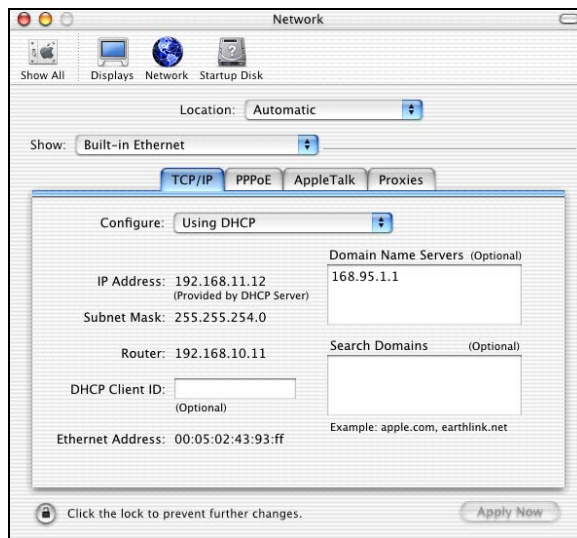 Network
Show All Displays Network Startup Disk
Location: Automatic
Show: Built-in Ethernet
TCP/IP PPPoE AppleTalk Proxies
Configure: Using DHCP
Domain Name Servers (Optional)
168.95.1.1
IP Address: 192.168.11.12
(Provided by DHCP Server)
Subnet Mask: 255.255.254.0
Router: 192.168.10.11
Search Domains (Optional)
DHCP Client ID:
(Optional)
Example: apple.com, earthlink.net
Ethernet Address: 00:05:02:43:93:ff
Click the lock to prevent further changes.
Apply Now